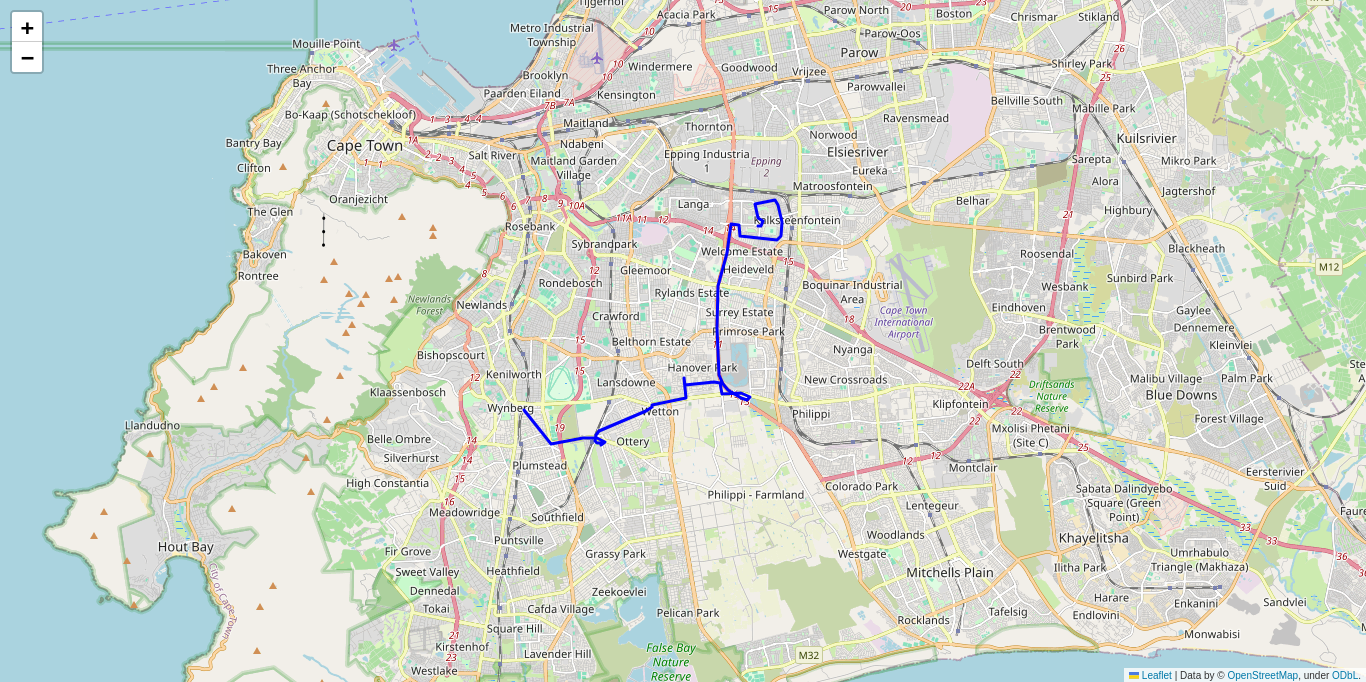 +
−
Tijgerhof
Acacia Park
Parow North
Boston
Chrismar
Stikland
Metro Industrial
Township
Parow-Oos
Mouille Point
Parow
Three Anchor
Bay
Windermere
Goodwood
Vrijzee
Shirley Park
Brooklyn
Paarden Eiland
Kensington
Parowvallei
Bellville South
Mabille Park
Bo-Kaap (Schotschekloof)
Maitland
Thornton
Ravensmead
Norwood
Kuilsrivier
Bantry Bay
Cape Town
Ndabeni
Elsiesriver
Salt River
Maitland Garden
Village
Epping Industria
1
Epping
2
Eureka
Sarepta
Mikro Park
Clifton
Matroosfontein
Alora
Jagtershof
Oranjezicht
Langa
Belhar
Highbury
The Glen
Rosebank
Kalksteenfontein
Bakoven
Sybrandpark
Welcome Estate
Roosendal
Blackheath
M12
Rontree
Gleemoor
Heideveld
Rondebosch
Boquinar Industrial
Area
Wesbank
Sunbird Park
Newlands
Forest
Rylands Estate
Newlands
Crawford
Surrey Estate
Cape Town
International
Airport
Eindhoven
Gaylee
Primrose Park
Brentwood
Park
Dennemere
Belthorn Estate
Kleinvlei
Bishopscourt
Nyanga
Hanover Park
Delft South
Kenilworth
Lansdowne
New Crossroads
Malibu Village
Palm Park
Klaassenbosch
Driftsands
Nature
Reserve
Blue Downs
Wynberg
Wetton
Philippi
Klipfontein
Forest Village
Llandudno
Belle Ombre
Ottery
Mxolisi Phetani
(Site C)
Silverhurst
Plumstead
Montclair
Eersterivier
Suid
High Constantia
Colorado Park
Sabata Dalindyebo
Square (Green
Point)
Philippi - Farmland
Lentegeur
Meadowridge
Southfield
Woodlands
Khayelitsha
Hout Bay
Puntsville
Fir Grove
Grassy Park
Westgate
Ilitha Park
Umrhabulo
Triangle (Makhaza)
Sweet Valley
Heathfield
Mitchells Plain
City of Cape Town
Dennedal
Zeekoevlei
Harare
Enkanini
Sandvlei
Tokai
Cafda Village
Pelican Park
Tafelsig
Endlovini
Square Hill
Rocklands
Monwabisi
Kirstenhof
Lavender Hill
False Bay
Nature
Reserve
M32
Westlake
Leaflet | Data by © OpenStreetMap, under ODbL.